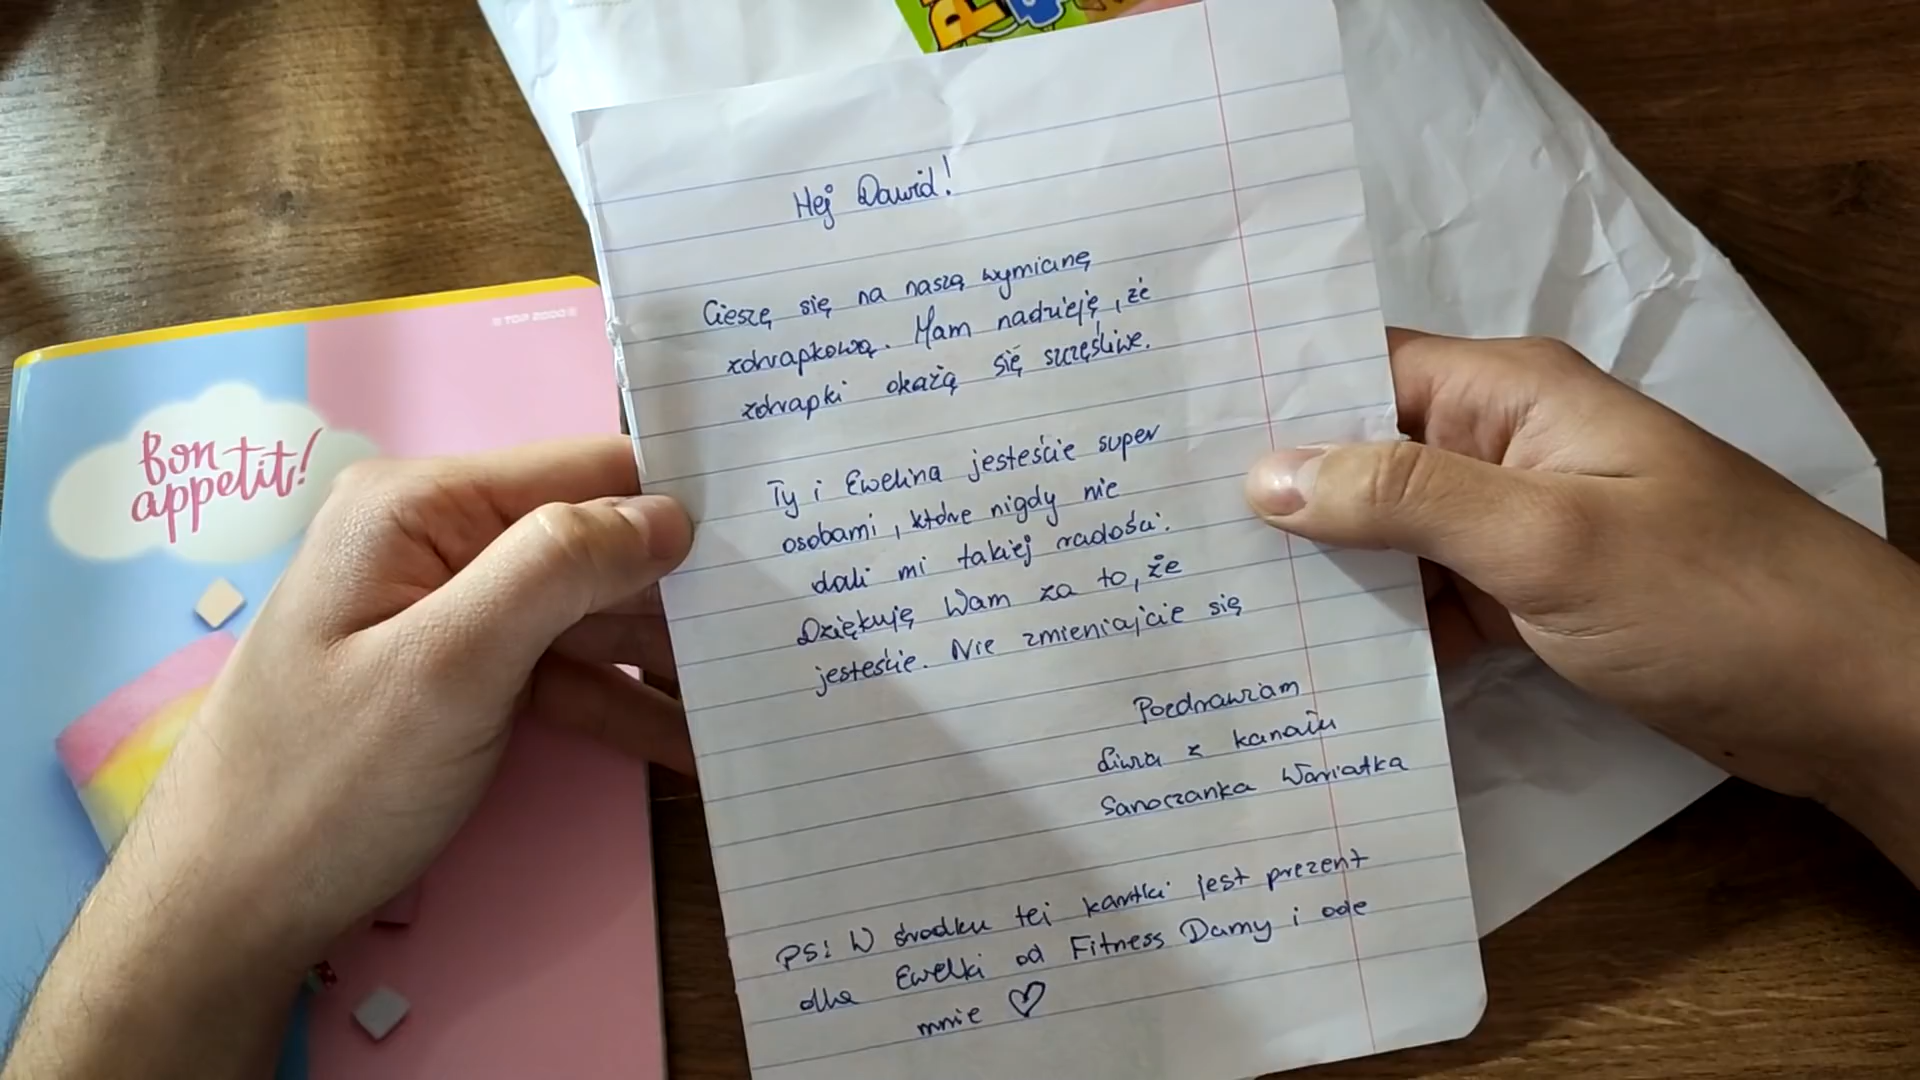 Hej Dawid!
Cieszę się na naszą wymianę
zdrapkową. Mam nadzieję, że
zdrapki okażą się szczęśliwe.
Ty i Ewelina jesteście super
osobami, które nigdy nie
dali mi takiej radości.
Dziękuję Wam za to, że
jesteście. Nie zmieniajcie się
Pozdrawiam
z kanału
Sanoczanka Wariatka
PS! W środku tej kartki jest prezent
dla Ewelki od Fitness Damy i ode
mnie ♡
Bon
appetit!
TOP 2000